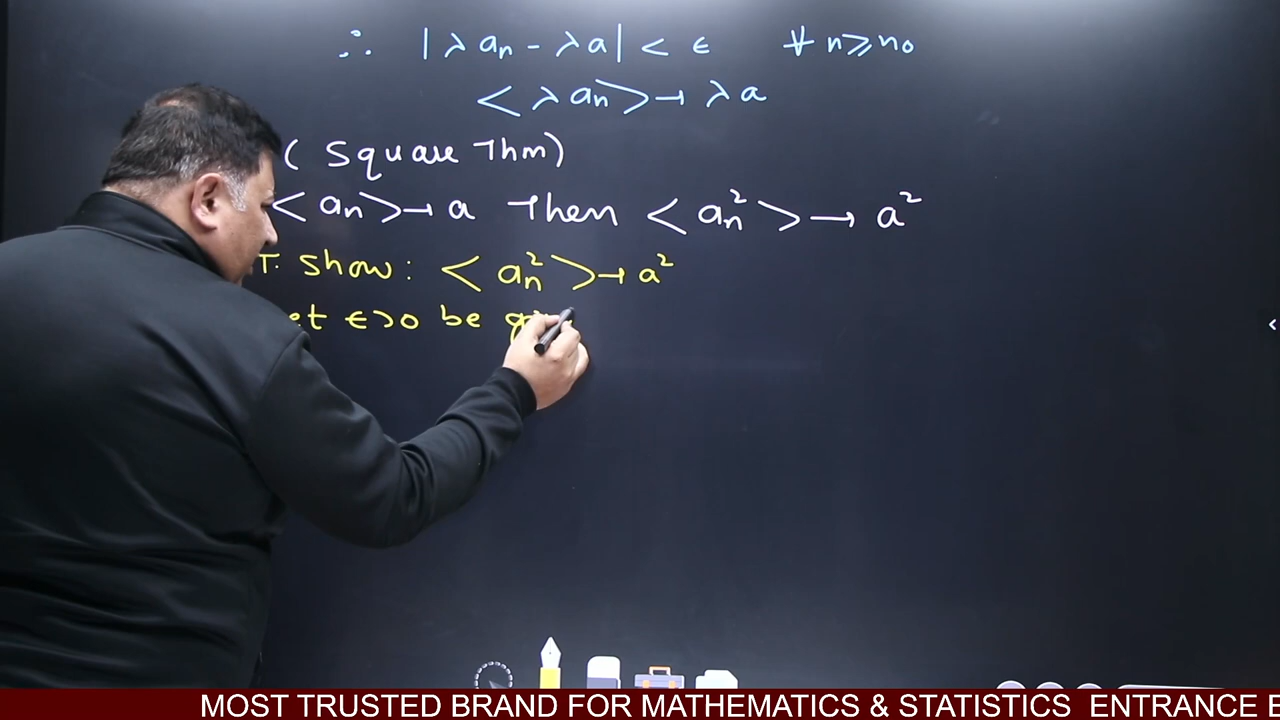 ∴ |λaₙ - λa| < ϵ ∀ n ≥ n₀
<λaₙ> → λa
(Square Thm)
<aₙ> → a Then <aₙ²> → a²
T. Show: <aₙ²> → a²
et ϵ>0 be
MOST TRUSTED BRAND FOR MATHEMATICS & STATISTICS ENTRANCE E